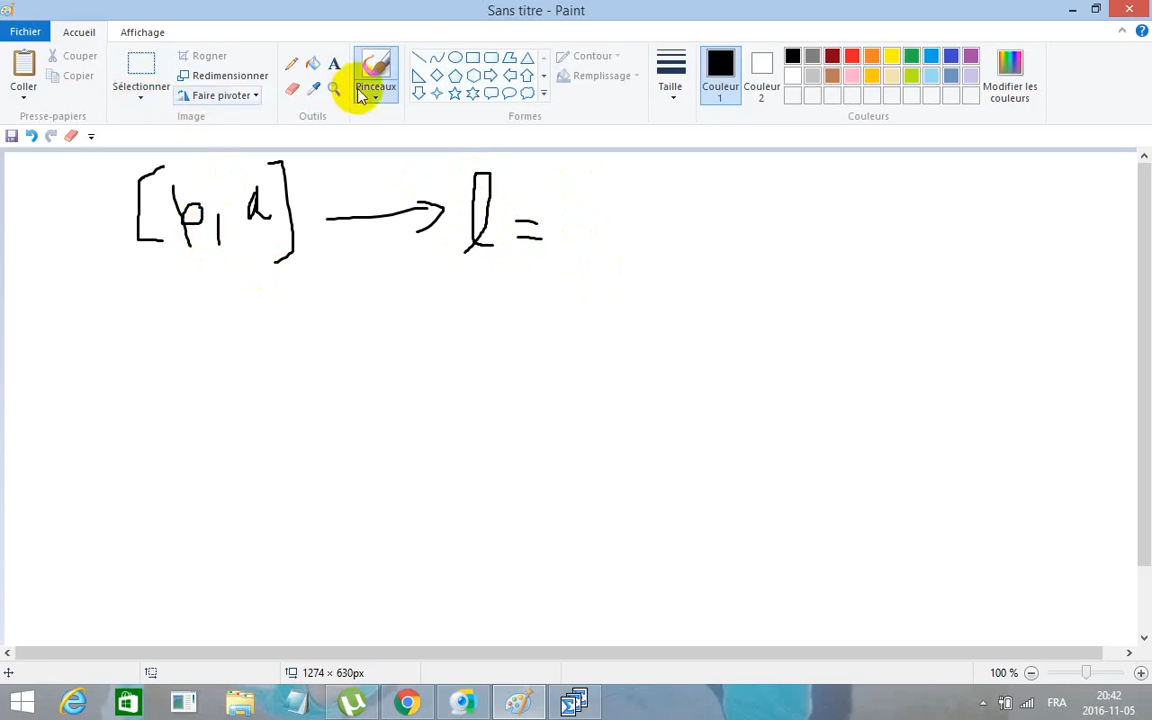 Sans titre - Paint
Fichier Accueil Affichage
Coller
Couper
Copier
Presse-papiers
Sélectionner
Rogner
Redimensionner
Faire pivoter
Image
A
Outils
Pinceaux
Contour
Remplissage
Formes
Taille
Couleur 1
Couleur 2
Modifier les couleurs
Couleurs
l =
1274 × 630px
100 %
FRA
20:42
2016-11-05